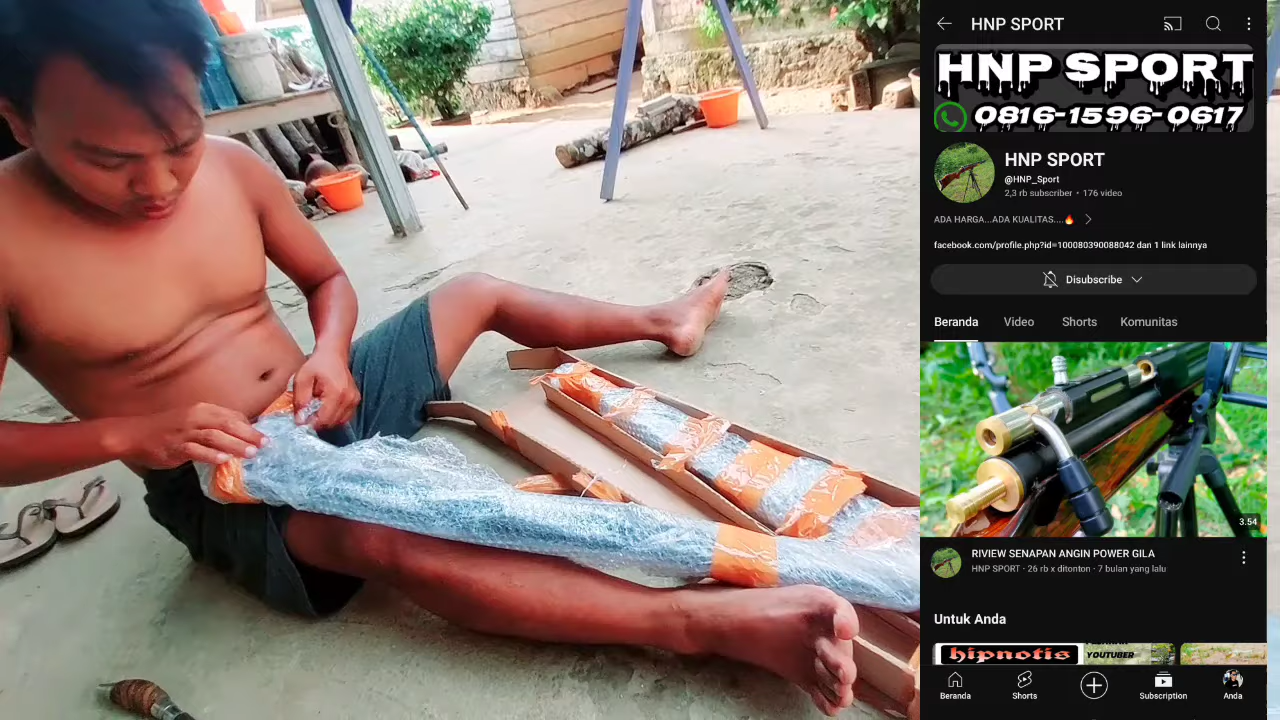 HNP SPORT
HNP SPORT
0816-1596-0617
HNP SPORT
@HNP_Sport
2,3 rb subscriber • 176 video
ADA HARGA...ADA KUALITAS....🔥
facebook.com/profile.php?id=100080390088042 dan 1 link lainnya
Disubscribe
Beranda Video Shorts Komunitas
3.54
RIVIEW SENAPAN ANGIN POWER GILA
HNP SPORT · 26 rb x ditonton · 7 bulan yang lalu
Untuk Anda
hipnotis
YOUTUBER
Beranda Shorts Subscription Anda